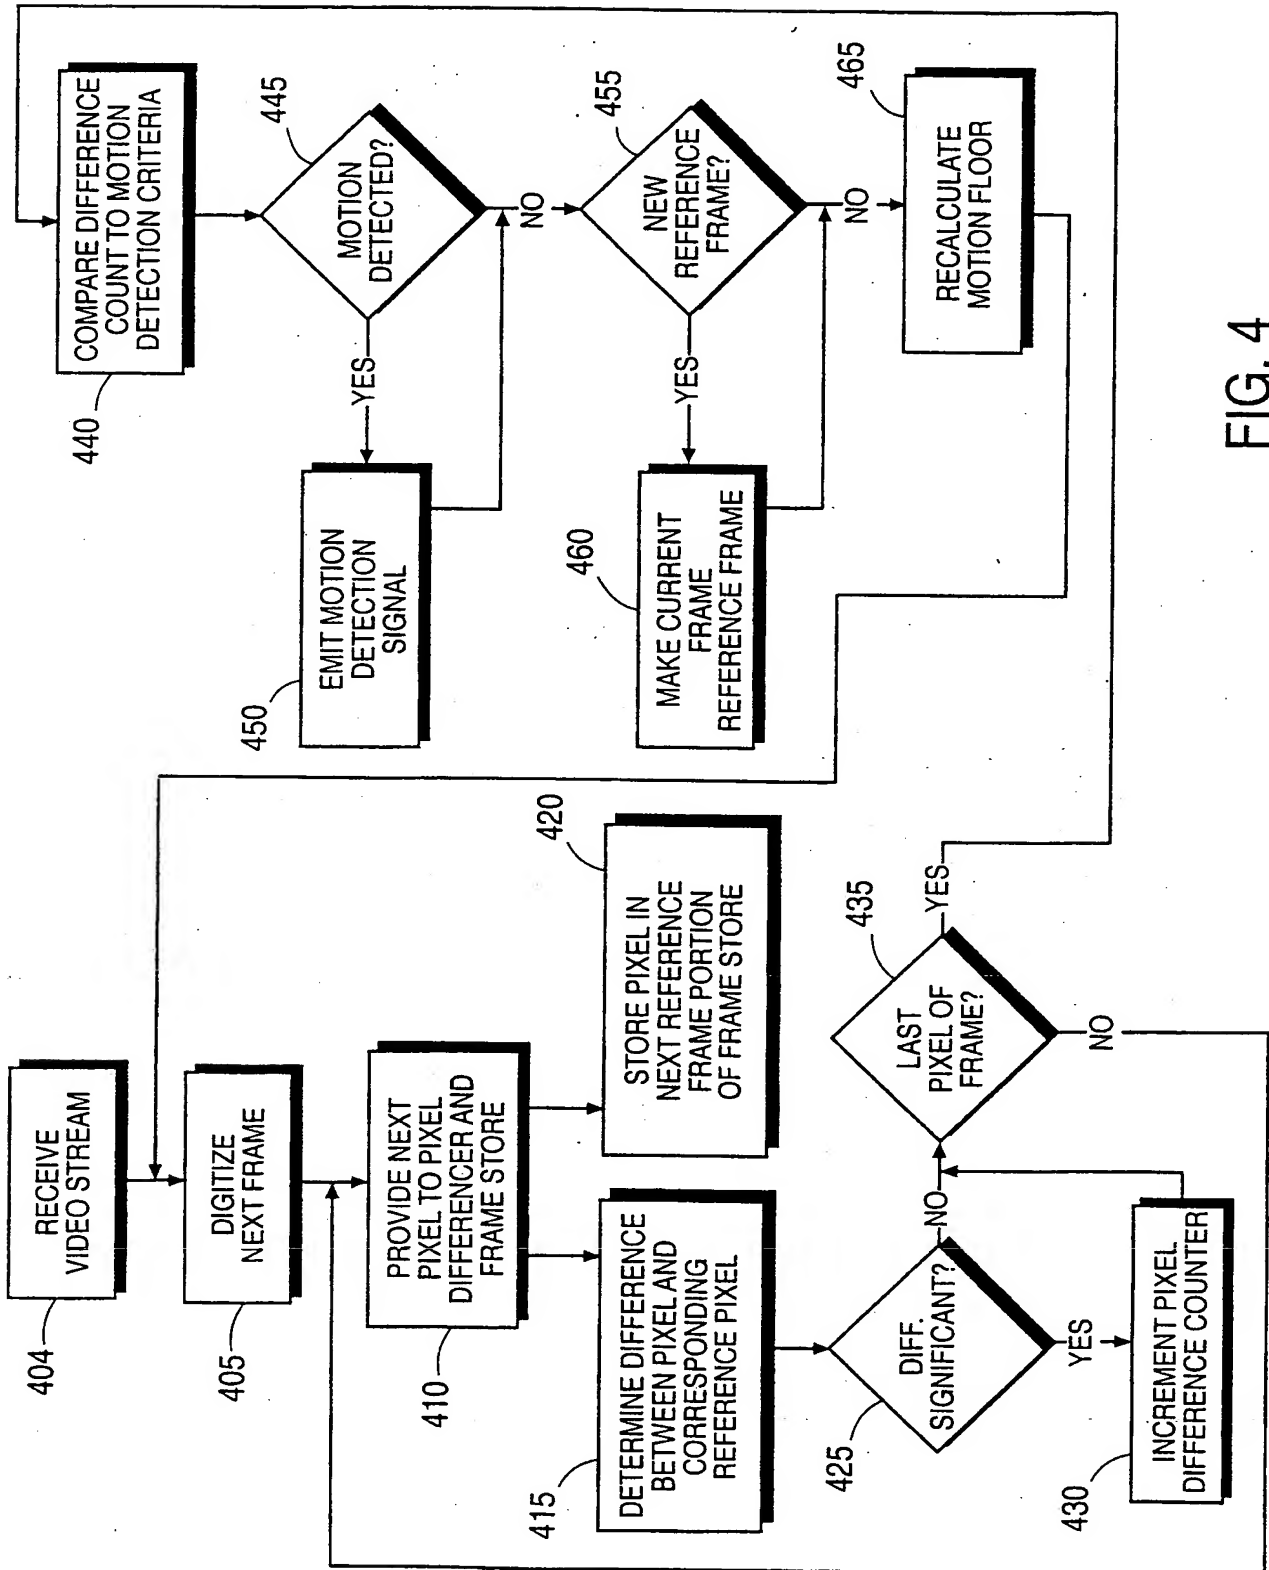 404
RECEIVE
VIDEO STREAM
405
DIGITIZE
NEXT FRAME
410
PROVIDE NEXT
PIXEL TO PIXEL
DIFFERENCER AND
FRAME STORE
415
DETERMINE DIFFERENCE
BETWEEN PIXEL AND
CORRESPONDING
REFERENCE PIXEL
420
STORE PIXEL IN
NEXT REFERENCE
FRAME PORTION
OF FRAME STORE
425
DIFF.
SIGNIFICANT?
NO
YES
430
INCREMENT PIXEL
DIFFERENCE COUNTER
435
LAST
PIXEL OF
FRAME?
YES
NO
440
COMPARE DIFFERENCE
COUNT TO MOTION
DETECTION CRITERIA
445
MOTION
DETECTED?
YES
NO
450
EMIT MOTION
DETECTION
SIGNAL
455
NEW
REFERENCE
FRAME?
YES
NO
460
MAKE CURRENT
FRAME
REFERENCE FRAME
465
RECALCULATE
MOTION FLOOR
FIG. 4